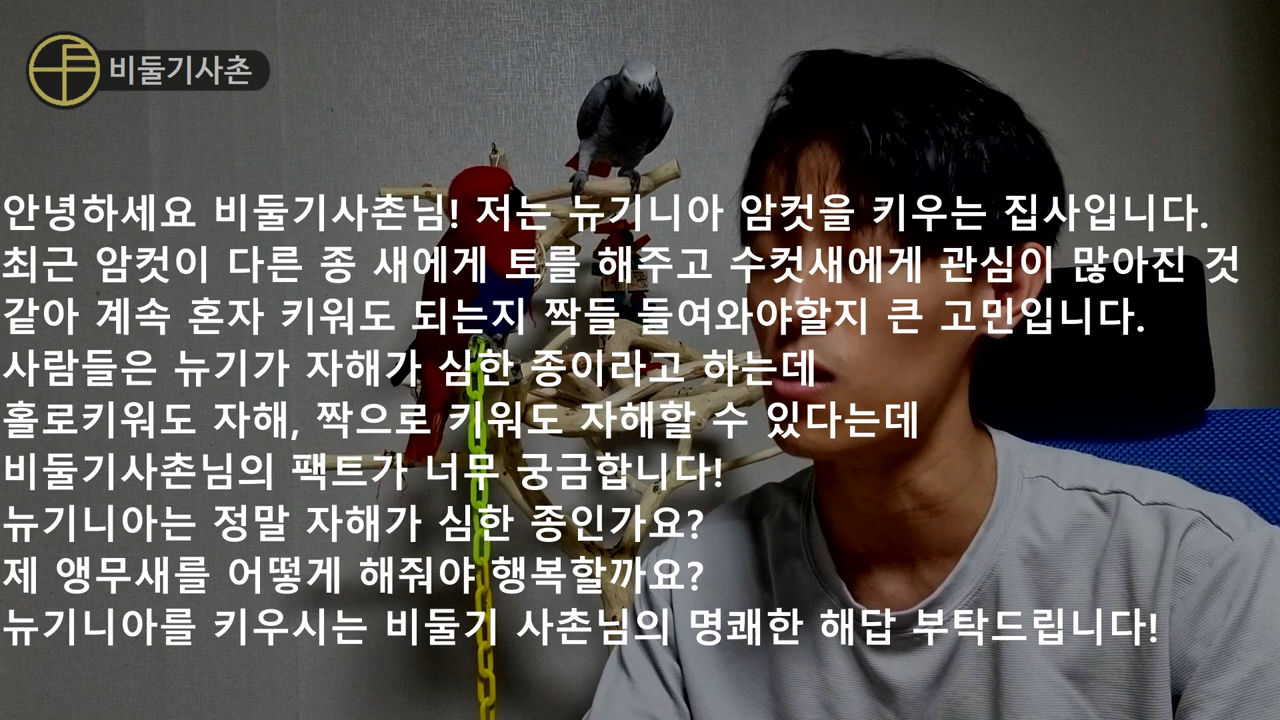 비둘기사촌
안녕하세요 비둘기사촌님! 저는 뉴기니아 암컷을 키우는 집사입니다.
최근 암컷이 다른 종 새에게 토를 해주고 수컷새에게 관심이 많아진 것
같아 계속 혼자 키워도 되는지 짝들 들여와야할지 큰 고민입니다.
사람들은 뉴기가 자해가 심한 종이라고 하는데
홀로키워도 자해, 짝으로 키워도 자해할 수 있다는데
비둘기사촌님의 팩트가 너무 궁금합니다!
뉴기니아는 정말 자해가 심한 종인가요?
제 앵무새를 어떻게 해줘야 행복할까요?
뉴기니아를 키우시는 비둘기 사촌님의 명쾌한 해답 부탁드립니다!